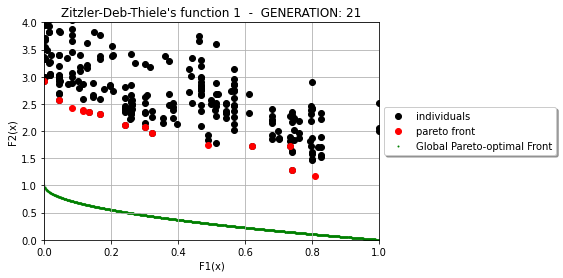 Zitzler-Deb-Thiele's function 1  -  GENERATION: 21
4.0
3.5
3.0
2.5
2.0
1.5
1.0
0.5
0.0
F2(x)
0.0 0.2 0.4 0.6 0.8 1.0
F1(x)
individuals
pareto front
Global Pareto-optimal Front